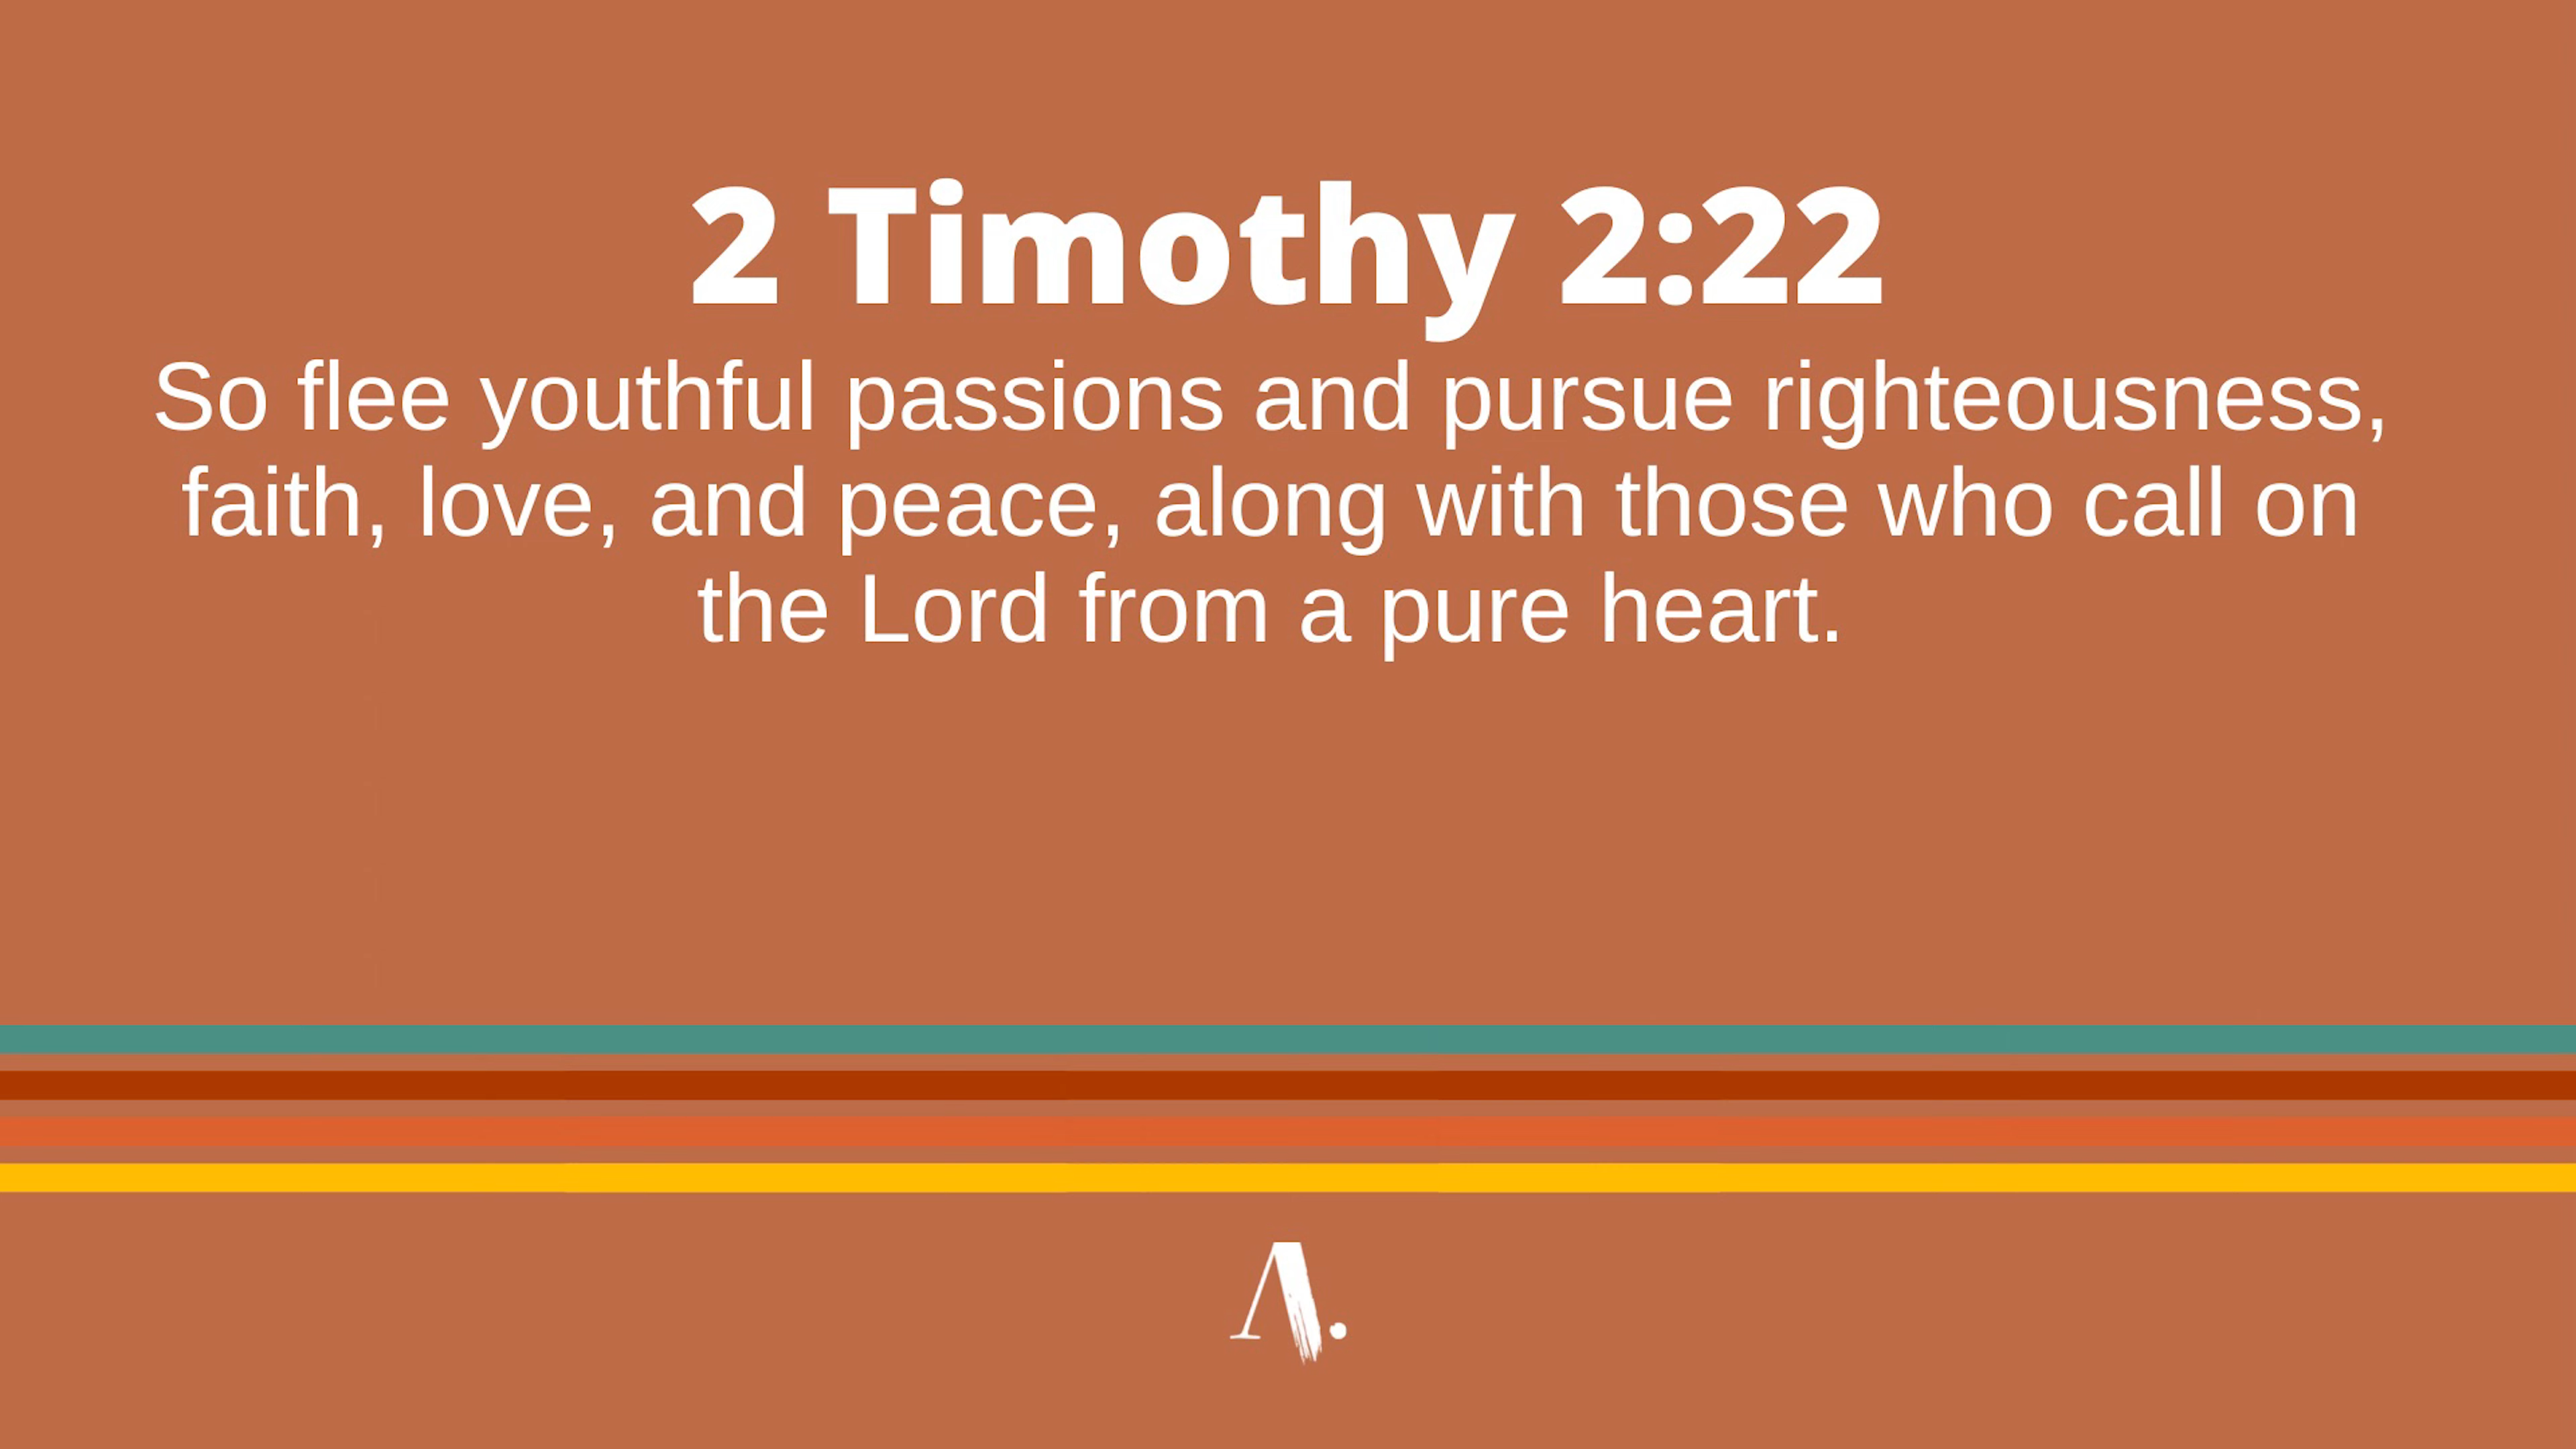 2 Timothy 2:22
So flee youthful passions and pursue righteousness,
faith, love, and peace, along with those who call on
the Lord from a pure heart.
A.